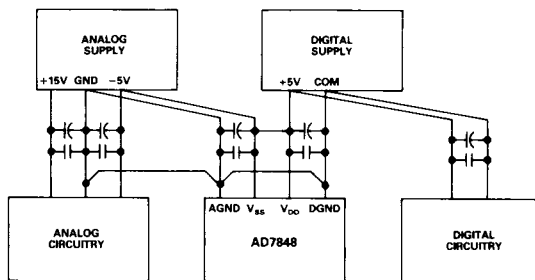 ANALOG
SUPPLY
DIGITAL
SUPPLY
+15V GND −5V
+5V COM
AGND V_SS V_DD DGND
ANALOG
CIRCUITRY
AD7848
DIGITAL
CIRCUITRY